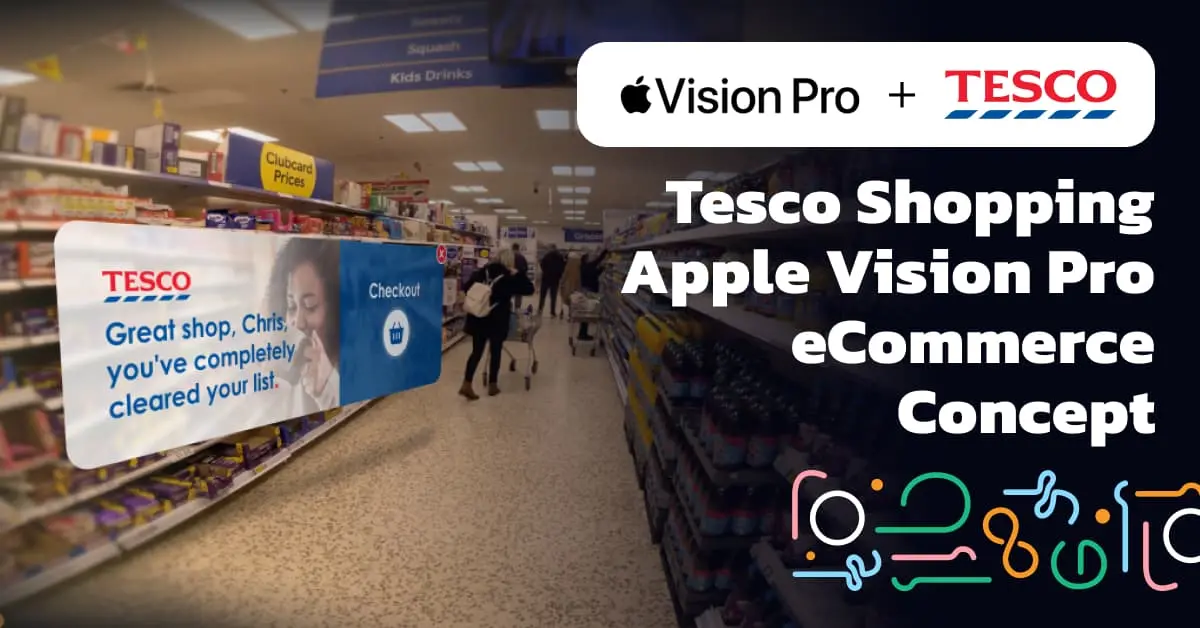 Sweets
Squash
Kids Drinks
Clubcard
Prices
TESCO
Great shop, Chris,
you've completely
cleared your list.
Checkout
x
Vision Pro + TESCO
Tesco Shopping
Apple Vision Pro
eCommerce
Concept